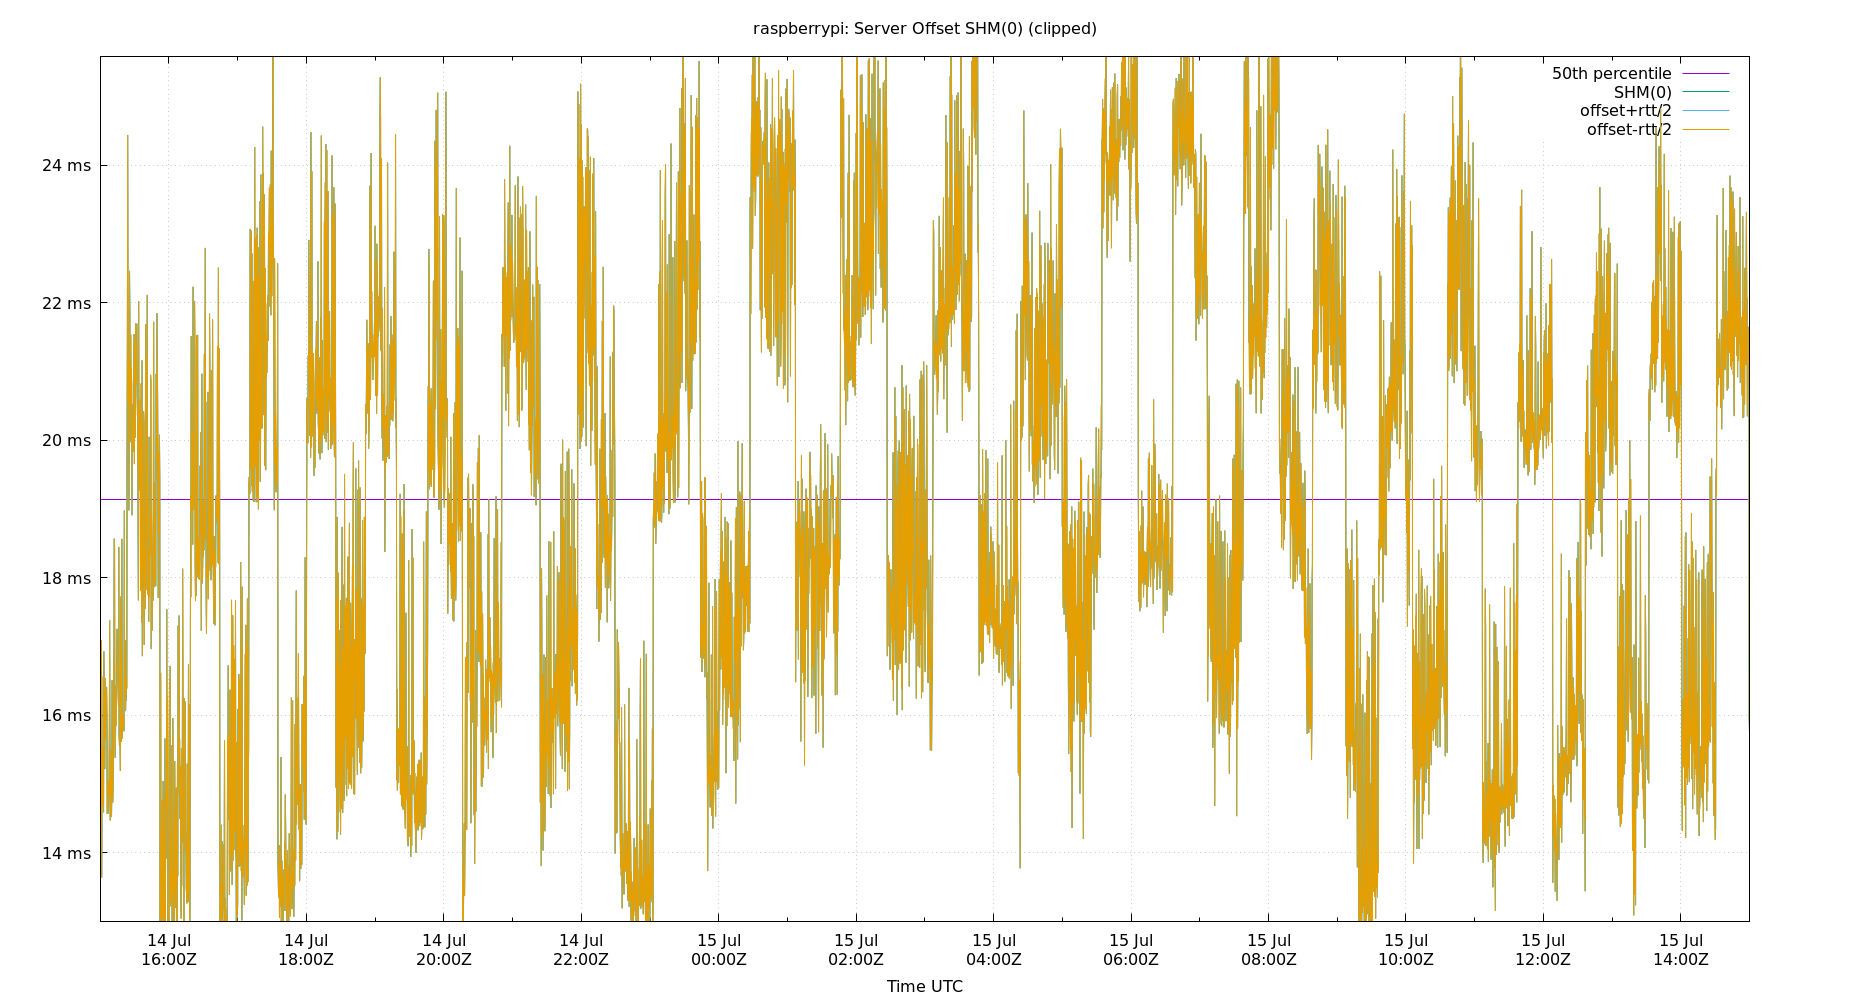 raspberrypi: Server Offset SHM(0) (clipped)
50th percentile
SHM(0)
offset+rtt/2
offset-rtt/2
24 ms
22 ms
20 ms
18 ms
16 ms
14 ms
14 Jul 14 Jul 14 Jul 14 Jul 15 Jul 15 Jul 15 Jul 15 Jul 15 Jul 15 Jul 15 Jul 15 Jul
16:00Z 18:00Z 20:00Z 22:00Z 00:00Z 02:00Z 04:00Z 06:00Z 08:00Z 10:00Z 12:00Z 14:00Z
Time UTC